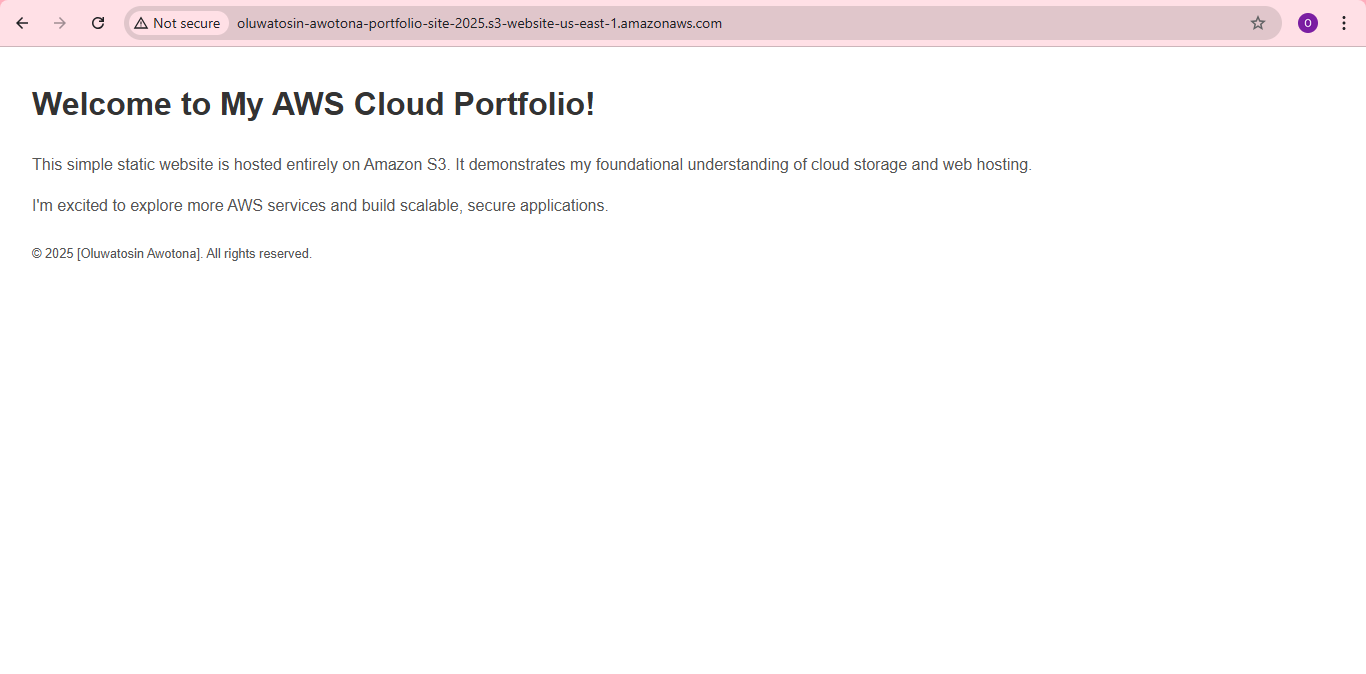 Not secure oluwatosin-awotona-portfolio-site-2025.s3-website-us-east-1.amazonaws.com O
Welcome to My AWS Cloud Portfolio!
This simple static website is hosted entirely on Amazon S3. It demonstrates my foundational understanding of cloud storage and web hosting.
I'm excited to explore more AWS services and build scalable, secure applications.
© 2025 [Oluwatosin Awotona]. All rights reserved.